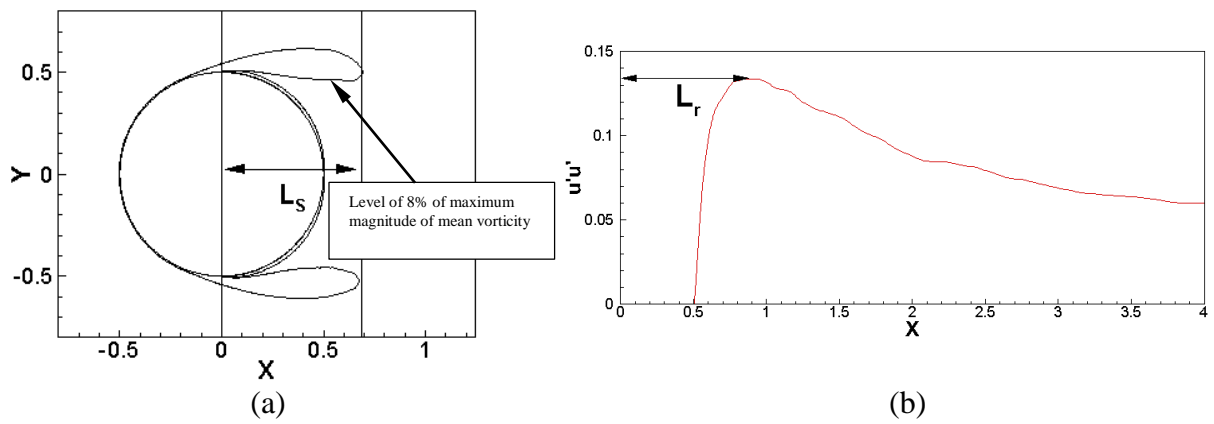 Y
0.5
0
-0.5
L_S
Level of 8% of maximum
magnitude of mean vorticity
-0.5
0
0.5
1
X
(a)
u'u'
0.15
0.1
0.05
0
L_r
0
0.5
1
1.5
2
2.5
3
3.5
4
X
(b)